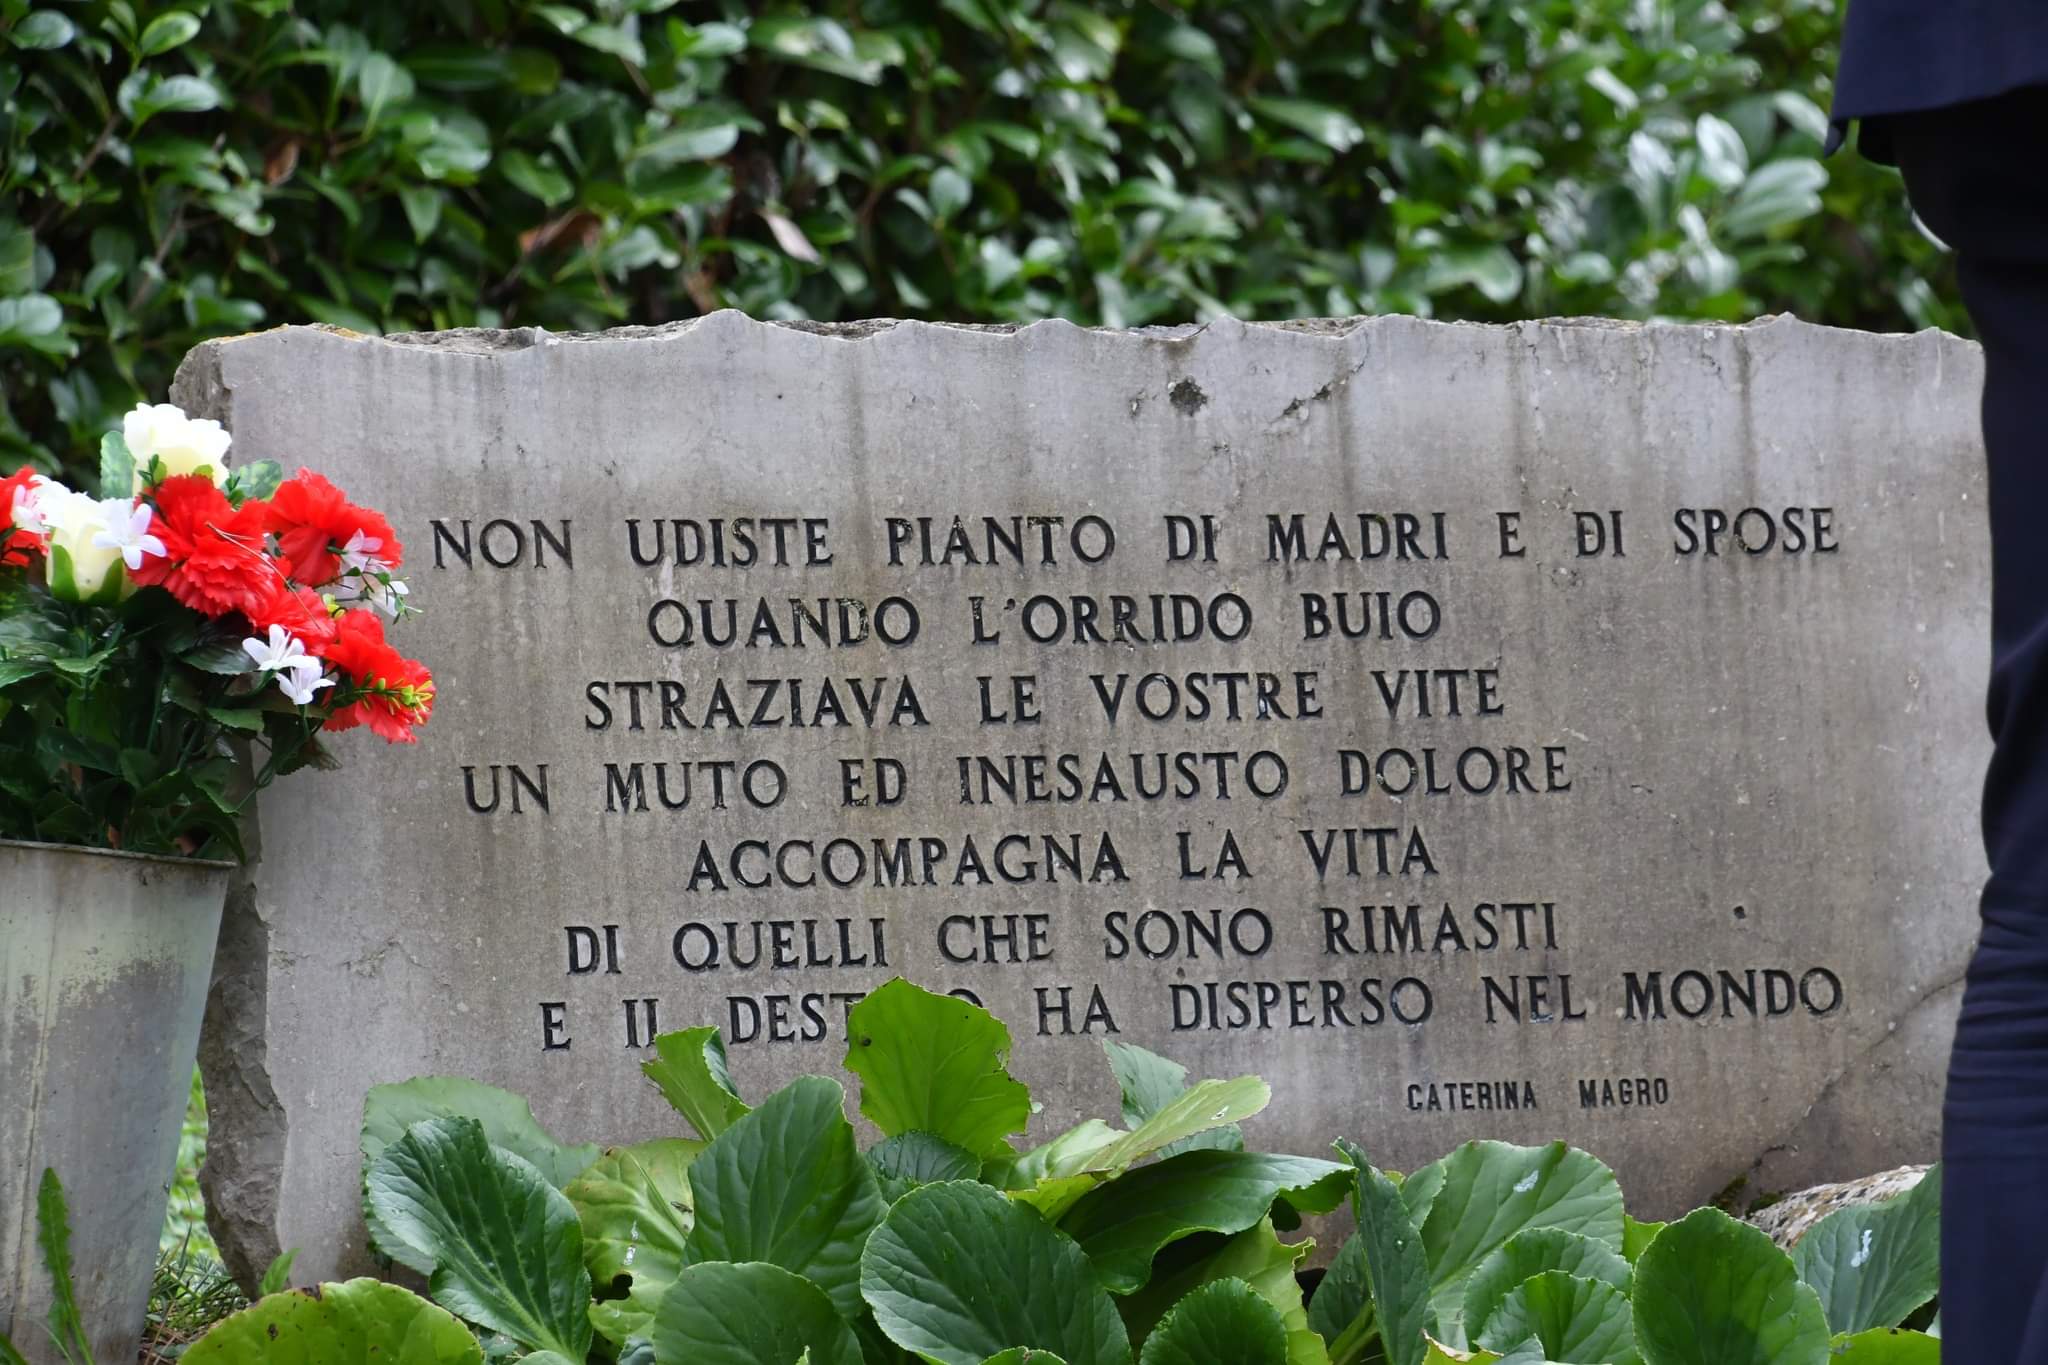 NON UDISTE PIANTO DI MADRI E DI SPOSE
QUANDO L'ORRIDO BUIO
STRAZIAVA LE VOSTRE VITE
UN MUTO ED INESAUSTO DOLORE
ACCOMPAGNA LA VITA
DI QUELLI CHE SONO RIMASTI
E IL HA DISPERSO NEL MONDO
CATERINA MAGRO